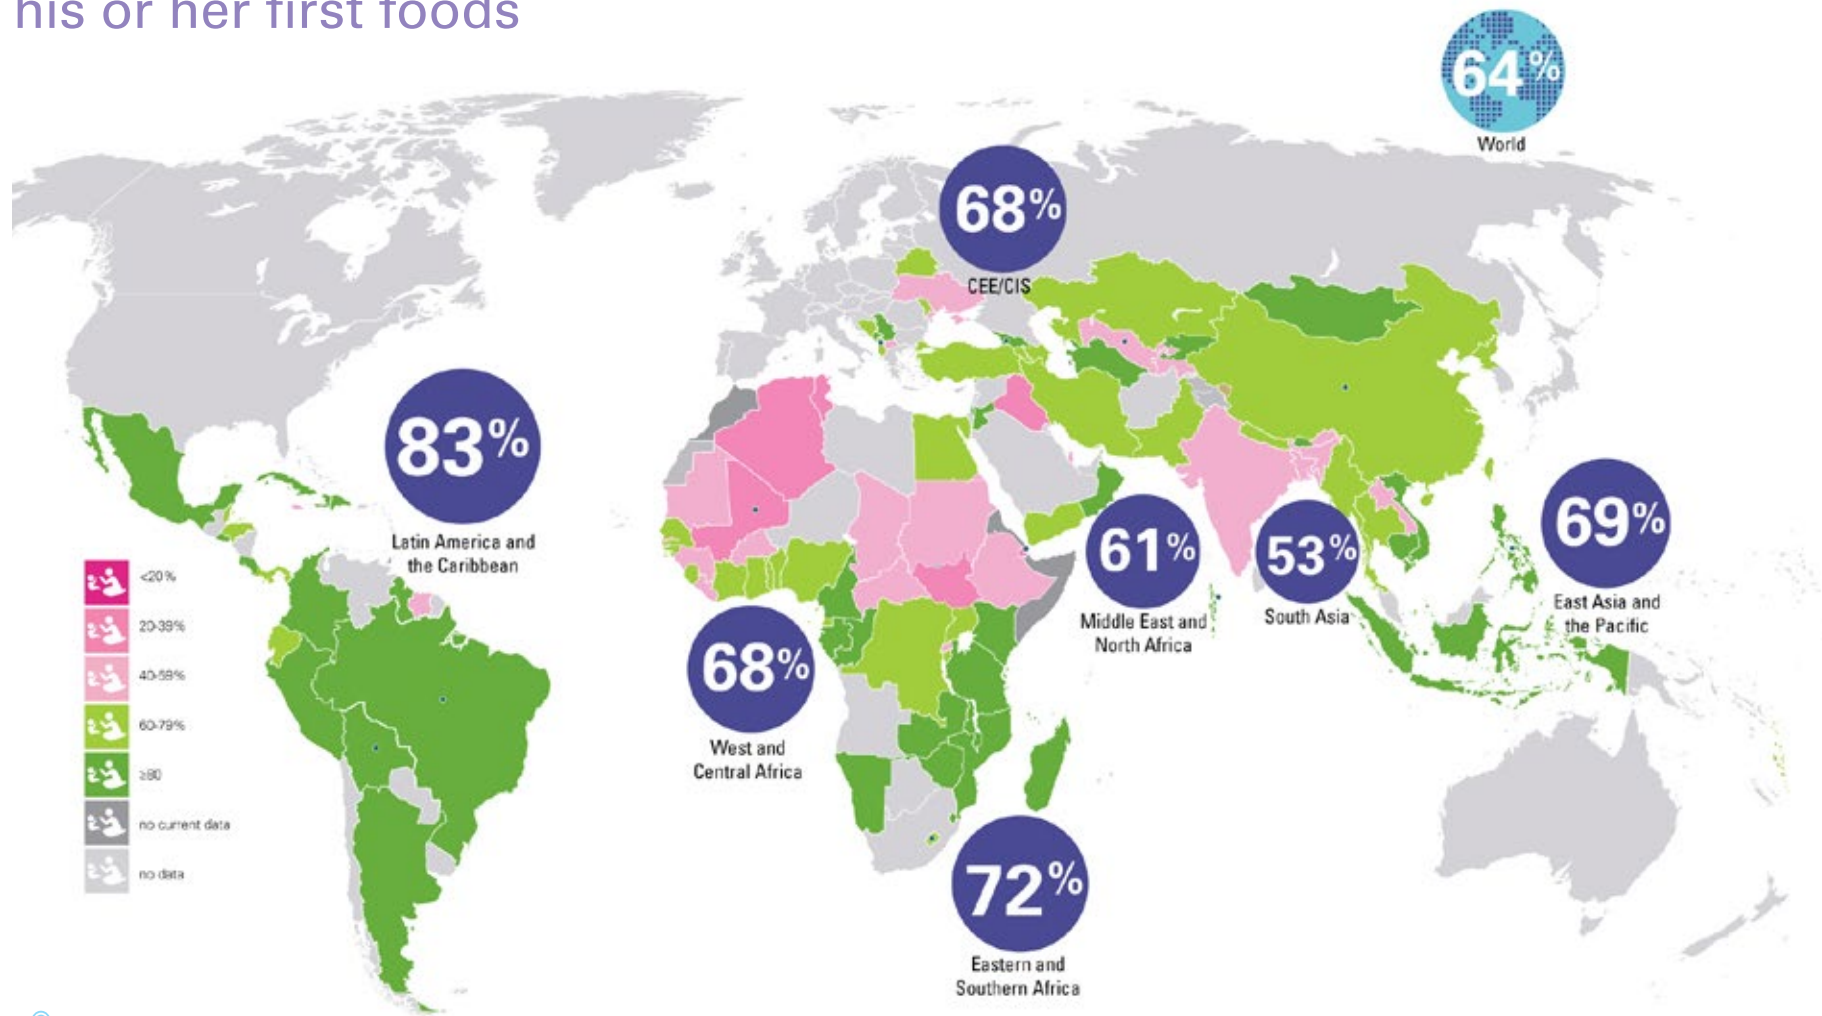 his or her first foods
64%
World
68%
CEE/CIS
83%
Latin America and
the Caribbean
<20%
20-39%
40-59%
60-79%
≥80
no current data
no data
61%
Middle East and
North Africa
53%
South Asia
69%
East Asia and
the Pacific
68%
West and
Central Africa
72%
Eastern and
Southern Africa